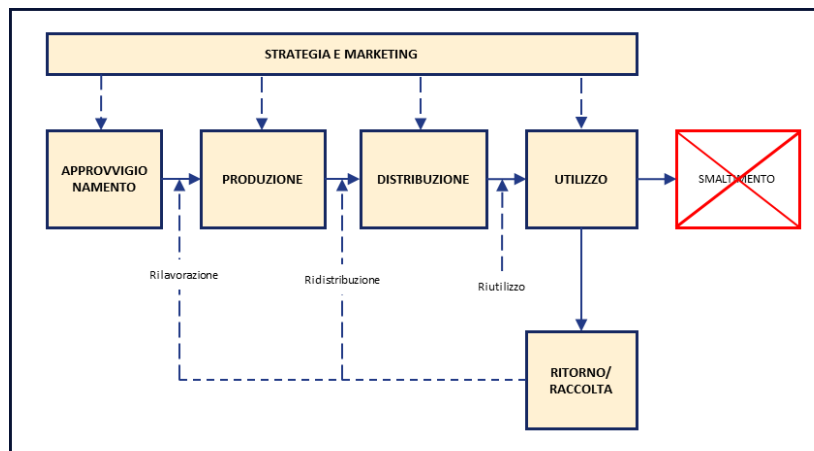 STRATEGIA E MARKETING
APPROVVIGIO
NAMENTO
PRODUZIONE
DISTRIBUZIONE
UTILIZZO
SMALTIMENTO
Rilavorazione
Ridistribuzione
Riutilizzo
RITORNO/
RACCOLTA